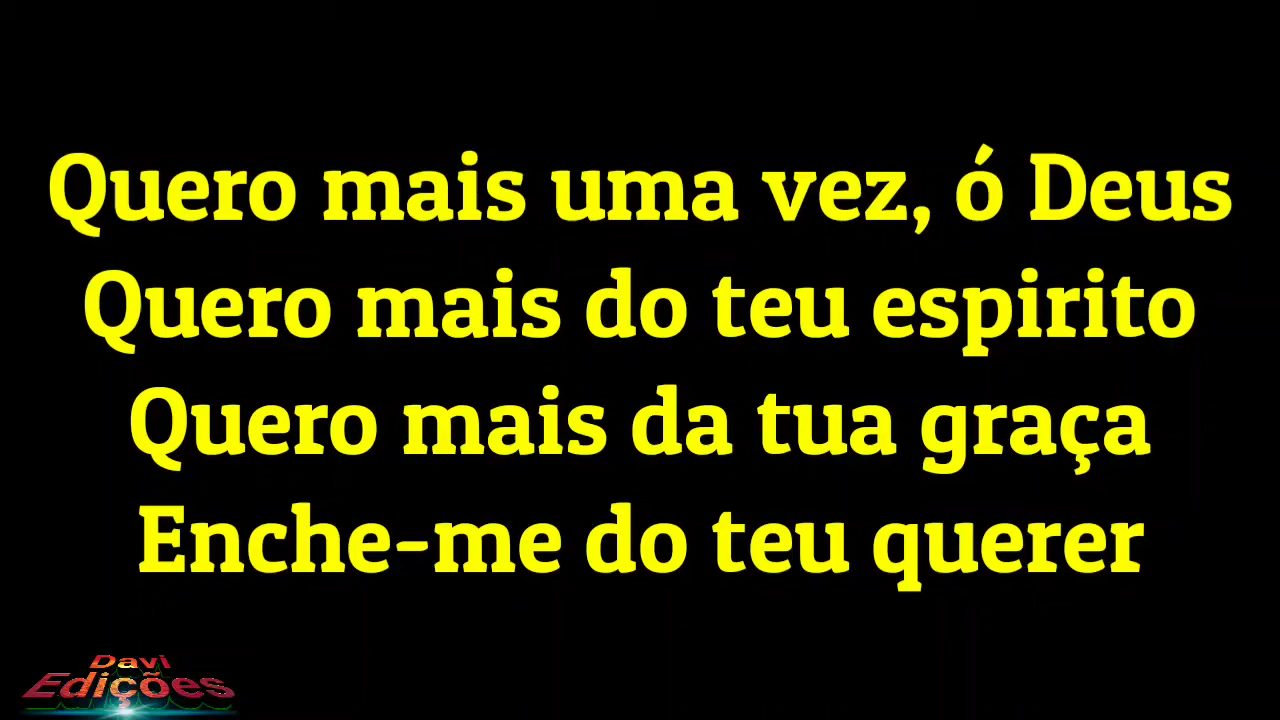 Quero mais uma vez, ó Deus
Quero mais do teu espirito
Quero mais da tua graça
Enche-me do teu querer
Davi
Edições